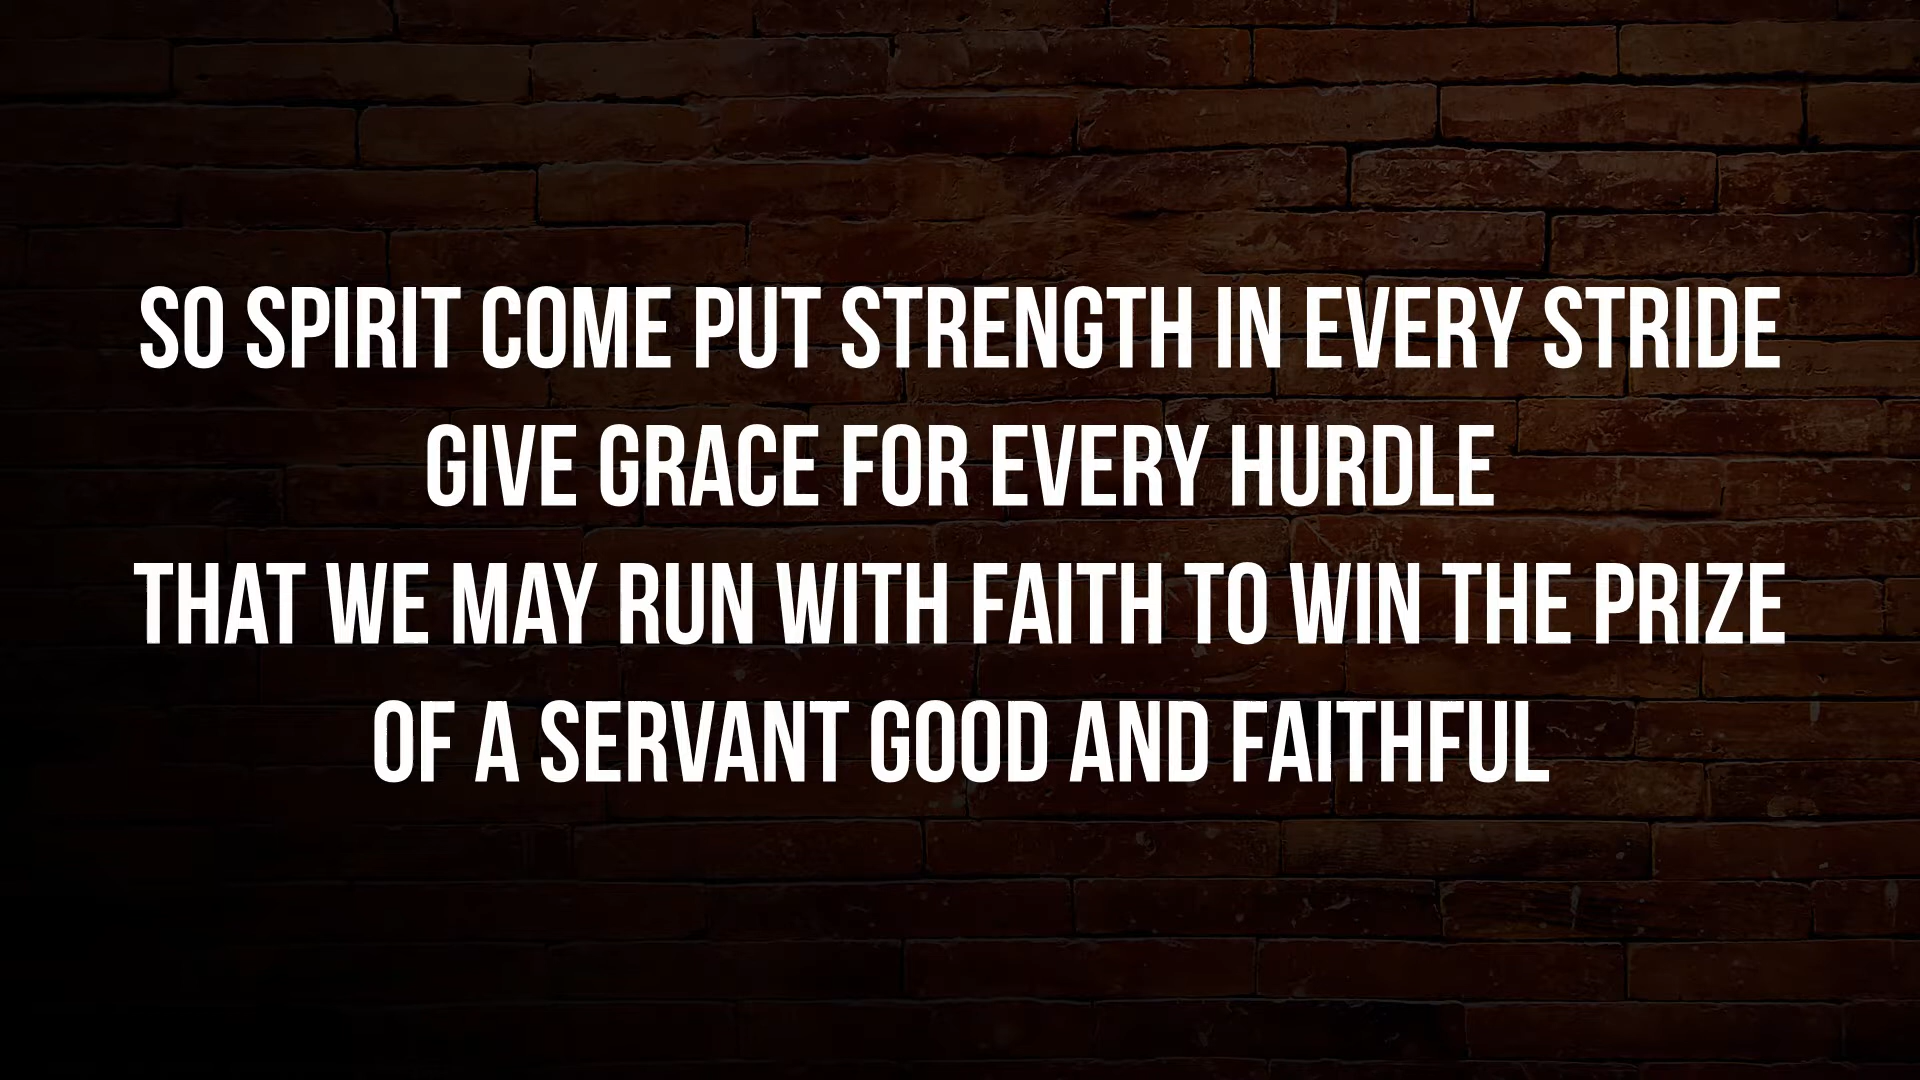 SO SPIRIT COME PUT STRENGTH IN EVERY STRIDE
GIVE GRACE FOR EVERY HURDLE
THAT WE MAY RUN WITH FAITH TO WIN THE PRIZE
OF A SERVANT GOOD AND FAITHFUL